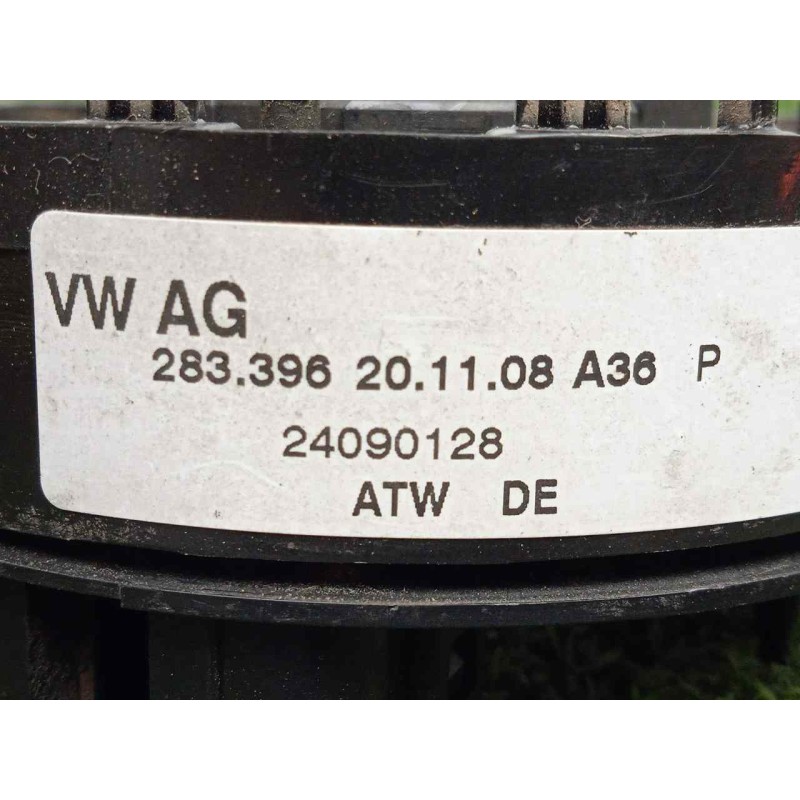 VW AG
283.396 20.11.08 A36 P
24090128
ATW DE